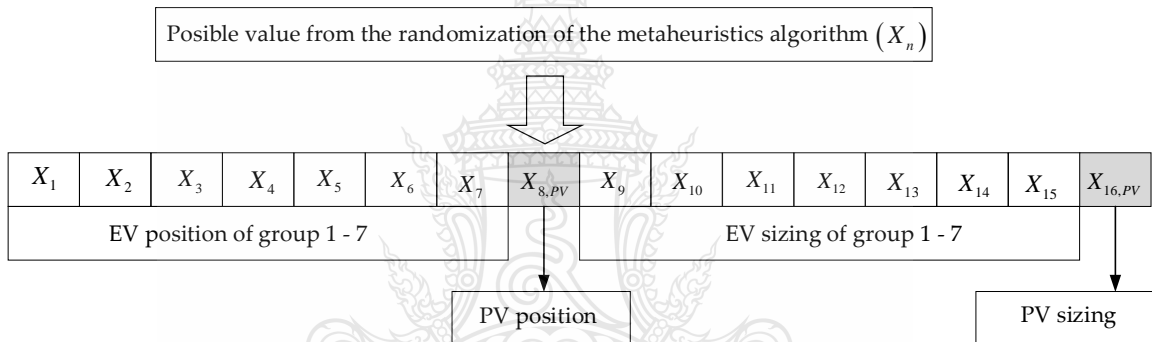 Posible value from the randomization of the metaheuristics algorithm (Xₙ)
X₁ X₂ X₃ X₄ X₅ X₆ X₇ X₈,PV X₉ X₁₀ X₁₁ X₁₂ X₁₃ X₁₄ X₁₅ X₁₆,PV
EV position of group 1 - 7 EV sizing of group 1 - 7
PV position PV sizing